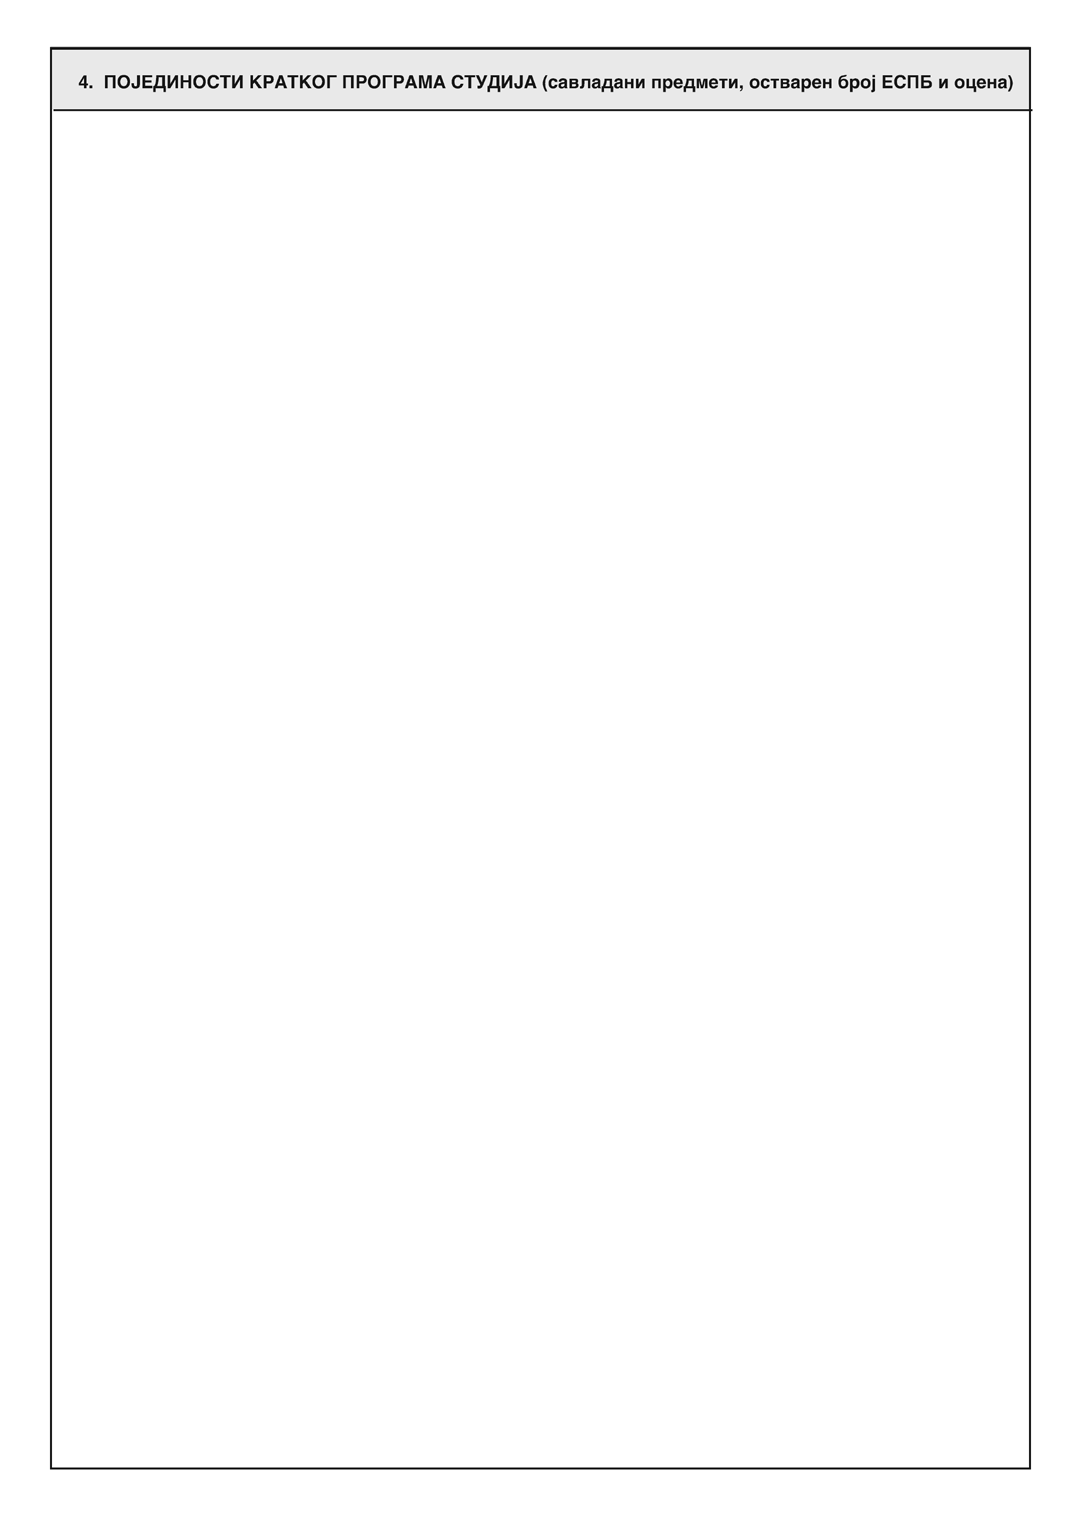 4. ПОЈЕДИНОСТИ КРАТКОГ ПРОГРАМА СТУДИЈА (савладани предмети, остварен број ЕСПБ и оцена)